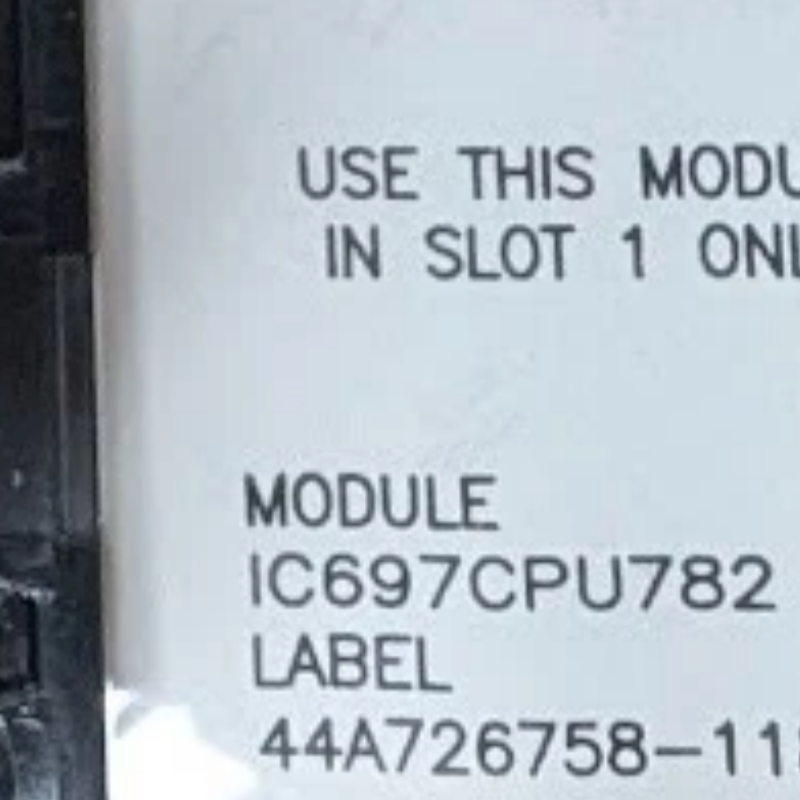 USE THIS MODU
IN SLOT 1 ONL
MODULE
IC697CPU782
LABEL
44A726758-11